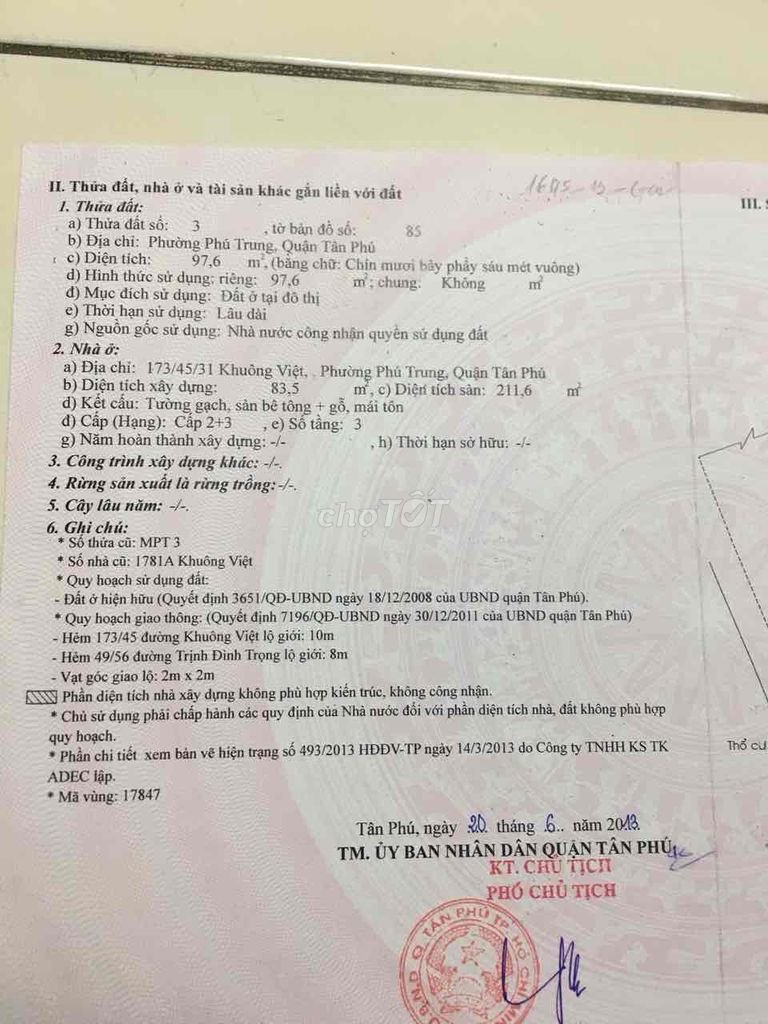 II. Thửa đất, nhà ở và tài sản khác gắn liền với đất
1. Thửa đất:
a) Thửa đất số: 3 , tờ bản đồ số: 85
b) Địa chỉ: Phường Phú Trung, Quận Tân Phú
c) Diện tích: 97,6 m², (bằng chữ: Chín mươi bảy phẩy sáu mét vuông)
d) Hình thức sử dụng: riêng: 97,6 m²; chung: Không m²
đ) Mục đích sử dụng: Đất ở tại đô thị
e) Thời hạn sử dụng: Lâu dài
g) Nguồn gốc sử dụng: Nhà nước công nhận quyền sử dụng đất
2. Nhà ở:
a) Địa chỉ: 173/45/31 Khuông Việt, Phường Phú Trung, Quận Tân Phú
b) Diện tích xây dựng: 83,5 m², c) Diện tích sàn: 211,6 m²
d) Kết cấu: Tường gạch, sàn bê tông + gỗ, mái tôn
đ) Cấp (Hạng): Cấp 2+3 , e) Số tầng: 3
g) Năm hoàn thành xây dựng: -/- , h) Thời hạn sở hữu: -/-
3. Công trình xây dựng khác: -/-.
4. Rừng sản xuất là rừng trồng: -/-.
5. Cây lâu năm: -/-.
6. Ghi chú:
* Số thửa cũ: MPT 3
* Số nhà cũ: 1781A Khuông Việt
* Quy hoạch sử dụng đất:
- Đất ở hiện hữu (Quyết định 3651/QĐ-UBND ngày 18/12/2008 của UBND quận Tân Phú).
* Quy hoạch giao thông: (Quyết định 7196/QĐ-UBND ngày 30/12/2011 của UBND quận Tân Phú)
- Hẻm 173/45 đường Khuông Việt lộ giới: 10m
- Hẻm 49/56 đường Trịnh Đình Trọng lộ giới: 8m
- Vạt góc giao lộ: 2m x 2m
Phần diện tích nhà xây dựng không phù hợp kiến trúc, không công nhận.
* Chủ sử dụng phải chấp hành các quy định của Nhà nước đối với phần diện tích nhà, đất không phù hợp
quy hoạch.
* Phần chi tiết xem bản vẽ hiện trạng số 493/2013 HĐĐV-TP ngày 14/3/2013 do Công ty TNHH KS TK
ADEC lập.
* Mã vùng: 17847
Tân Phú, ngày 20 tháng 6.. năm 2013
TM. ỦY BAN NHÂN DÂN QUẬN TÂN PHÚ
KT. CHỦ TỊCH
PHÓ CHỦ TỊCH
U.B.N.D Q. TÂN PHÚ TP. HỒ CHÍ MINH
III.
Thổ cư
chợTỐT